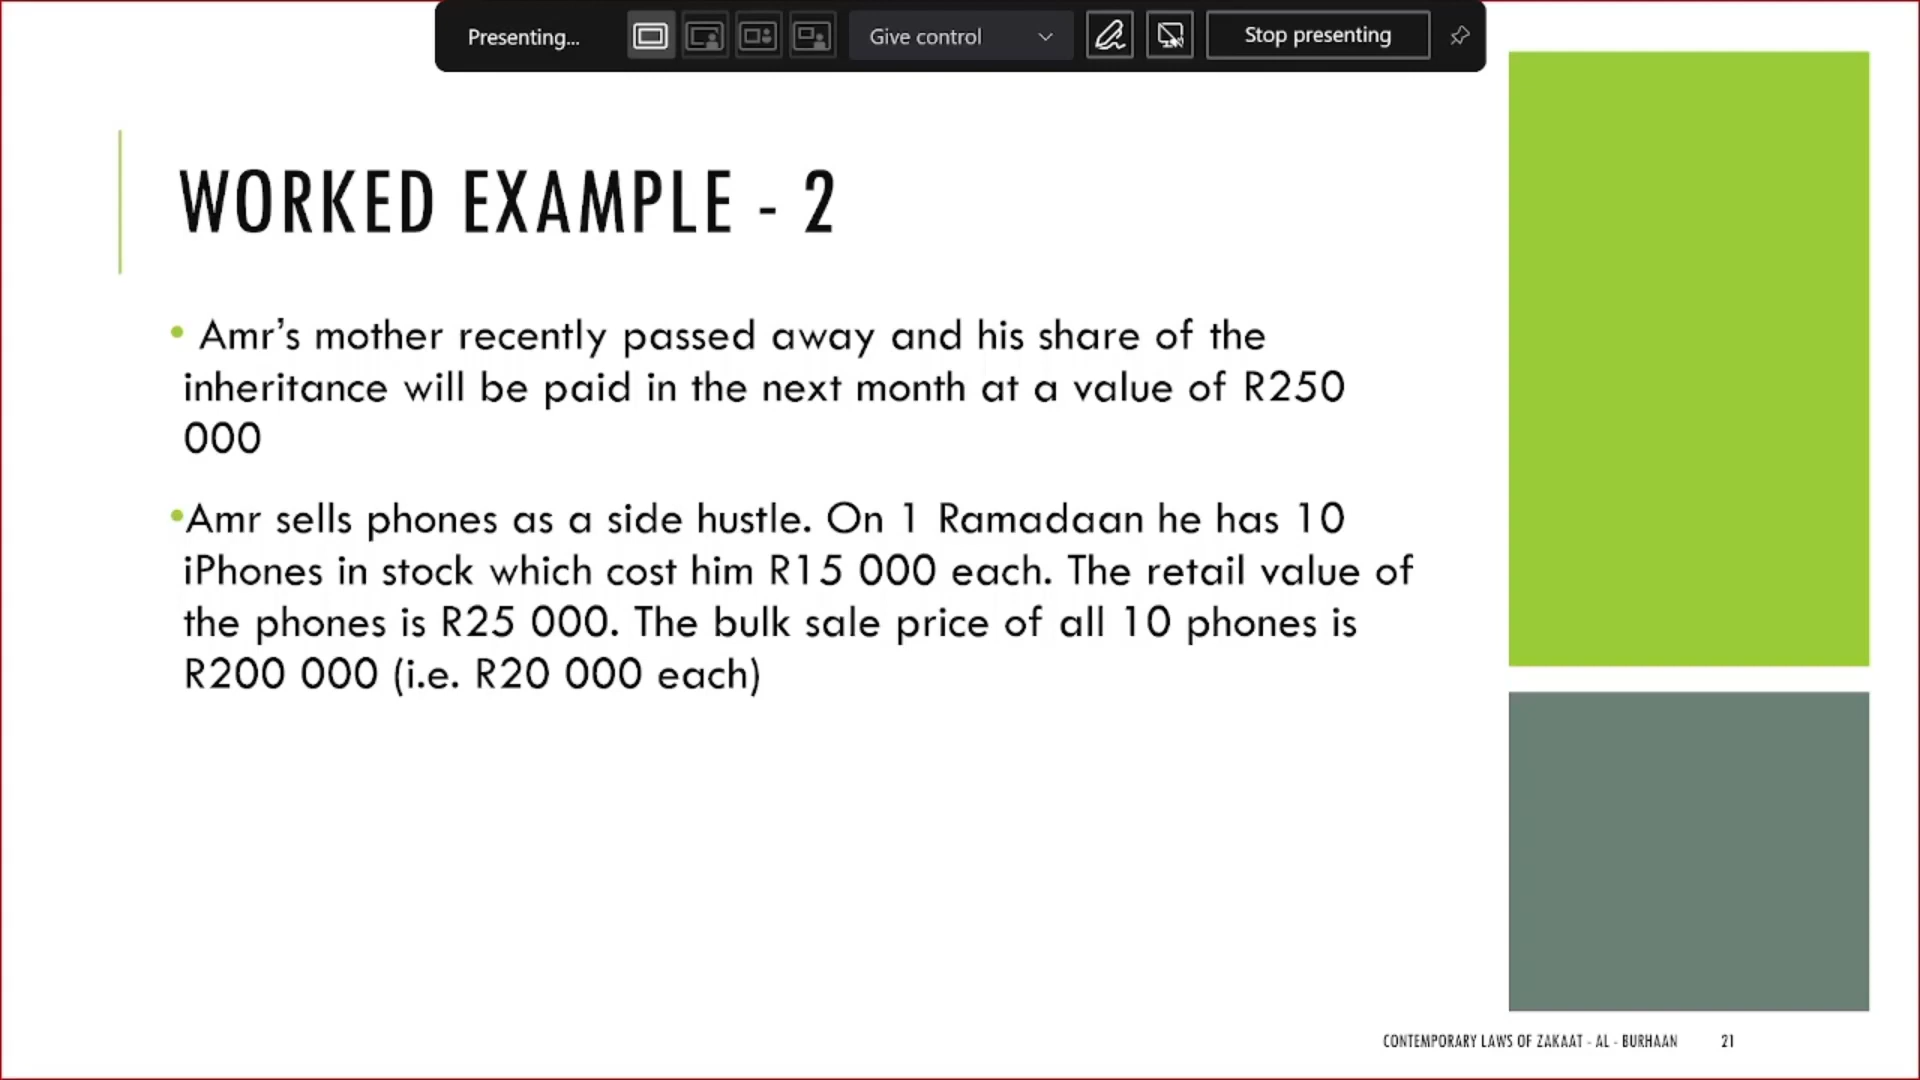 Presenting...
Give control
Stop presenting
WORKED EXAMPLE - 2
• Amr’s mother recently passed away and his share of the
inheritance will be paid in the next month at a value of R250
000
•Amr sells phones as a side hustle. On 1 Ramadaan he has 10
iPhones in stock which cost him R15 000 each. The retail value of
the phones is R25 000. The bulk sale price of all 10 phones is
R200 000 (i.e. R20 000 each)
CONTEMPORARY LAWS OF ZAKAAT - AL - BURHAAN
21